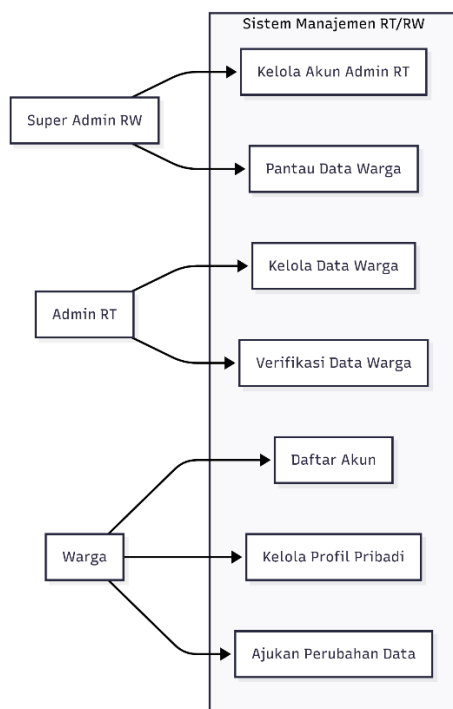 Sistem Manajemen RT/RW
Super Admin RW
Kelola Akun Admin RT
Pantau Data Warga
Admin RT
Kelola Data Warga
Verifikasi Data Warga
Warga
Daftar Akun
Kelola Profil Pribadi
Ajukan Perubahan Data